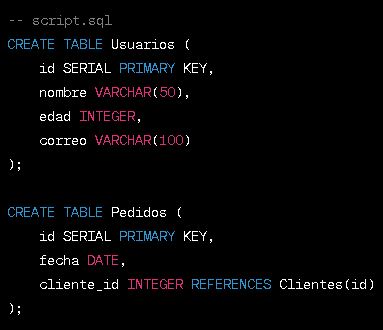 -- script.sql
CREATE TABLE Usuarios (
    id SERIAL PRIMARY KEY,
    nombre VARCHAR(50),
    edad INTEGER,
    correo VARCHAR(100)
);

CREATE TABLE Pedidos (
    id SERIAL PRIMARY KEY,
    fecha DATE,
    cliente_id INTEGER REFERENCES Clientes(id)
);